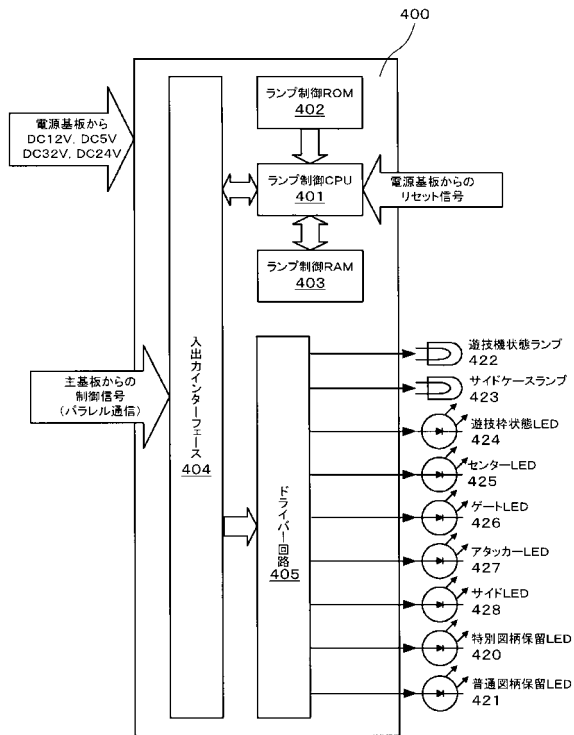 400
電源基板から
DC12V, DC5V
DC32V, DC24V
ランプ制御ROM
402
ランプ制御CPU
401
電源基板からの
リセット信号
ランプ制御RAM
403
主基板からの
制御信号
(パラレル通信)
入出力インターフェース
404
ドライバー回路
405
遊技機状態ランプ
422
サイドケースランプ
423
遊技枠状態LED
424
センターLED
425
ゲートLED
426
アタッカーLED
427
サイドLED
428
特別図柄保留LED
420
普通図柄保留LED
421